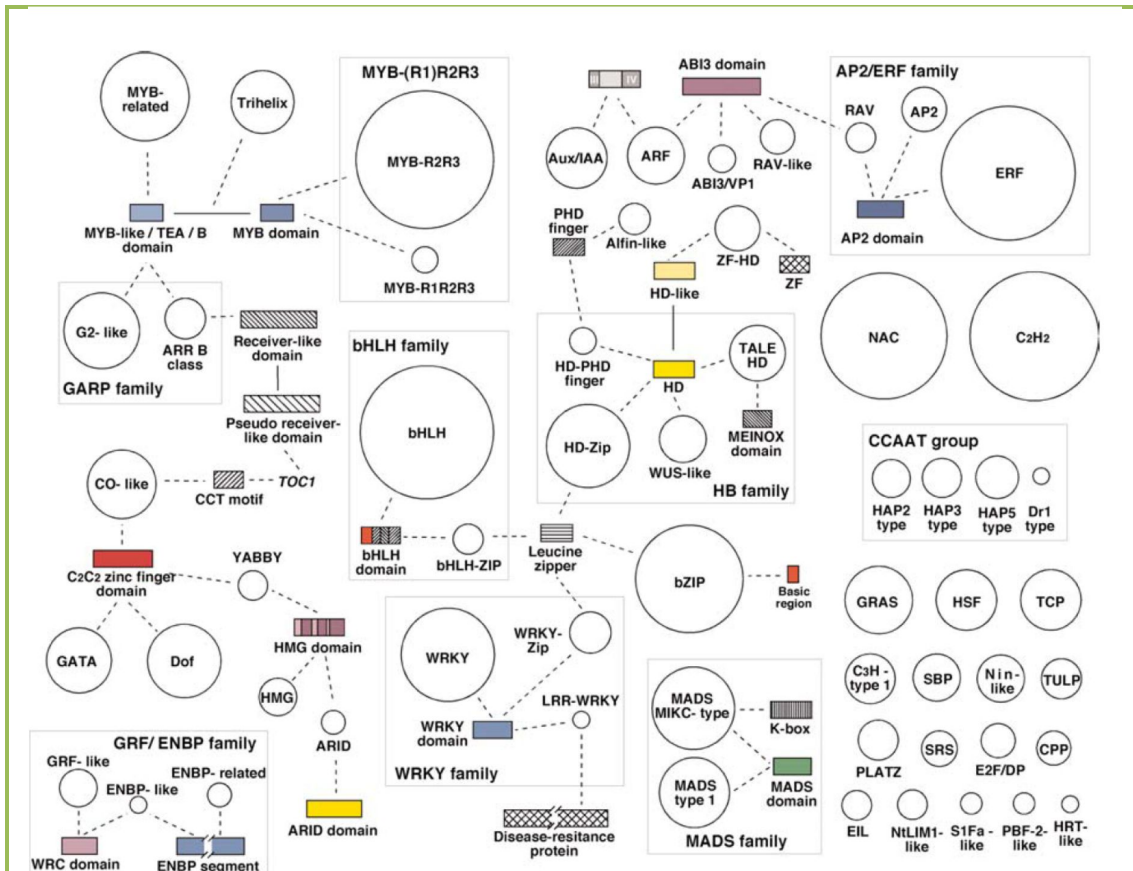 MYB-
related
Trihelix
MYB-(R1)R2R3
MYB-R2R3
MYB-R1R2R3
MYB-like / TEA / B
domain
MYB domain
G2- like
ARR B
class
GARP family
Receiver-like
domain
Pseudo receiver-
like domain
TOC1
CCT motif
CO- like
C2C2 zinc finger
domain
GATA
Dof
YABBY
HMG domain
HMG
ARID
ARID domain
GRF/ ENBP family
GRF- like
ENBP- like
ENBP- related
WRC domain
ENBP segment
bHLH family
bHLH
bHLH
domain
bHLH-ZIP
Leucine
zipper
bZIP
Basic
region
WRKY
WRKY-
Zip
LRR-WRKY
WRKY
domain
WRKY family
Disease-resitance
protein
III
IV
ABI3 domain
Aux/IAA
ARF
ABI3/VP1
RAV-like
PHD
finger
Alfin-like
ZF-HD
ZF
HD-like
HD-PHD
finger
HD
TALE
HD
HD-Zip
WUS-like
MEINOX
domain
HB family
AP2/ERF family
RAV
AP2
ERF
AP2 domain
NAC
C2H2
CCAAT group
HAP2
type
HAP3
type
HAP5
type
Dr1
type
MADS
MIKC- type
K-box
MADS
type 1
MADS
domain
MADS family
GRAS
HSF
TCP
C3H -
type 1
SBP
Nin-
like
TULP
PLATZ
SRS
E2F/DP
CPP
EIL
NtLIM1-
like
S1Fa -
like
PBF-2-
like
HRT-
like